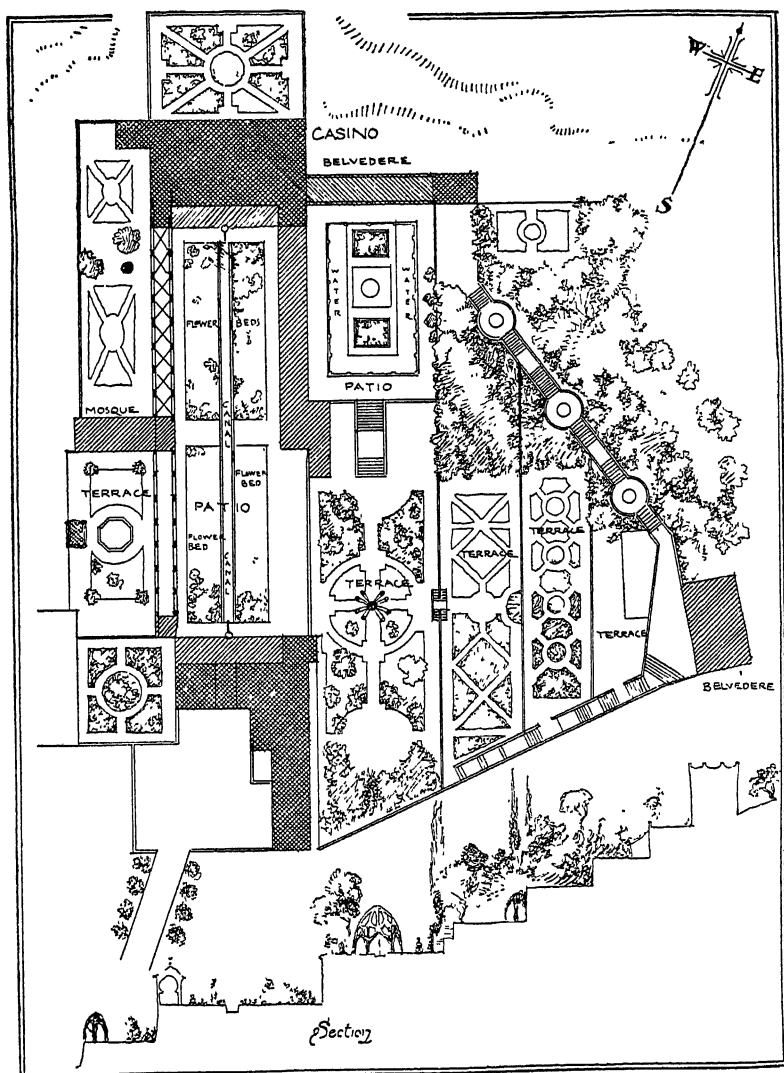 W
E
S
CASINO
BELVEDERE
WATER
WATER
FLOWER BEDS
PATIO
MOSQUE
CANAL
TERRACE
FLOWER
BED
PATIO
FLOWER
BED
CANAL
TERRACE
TERRACE
TERRACE
TERRACE
BELVEDERE
Section